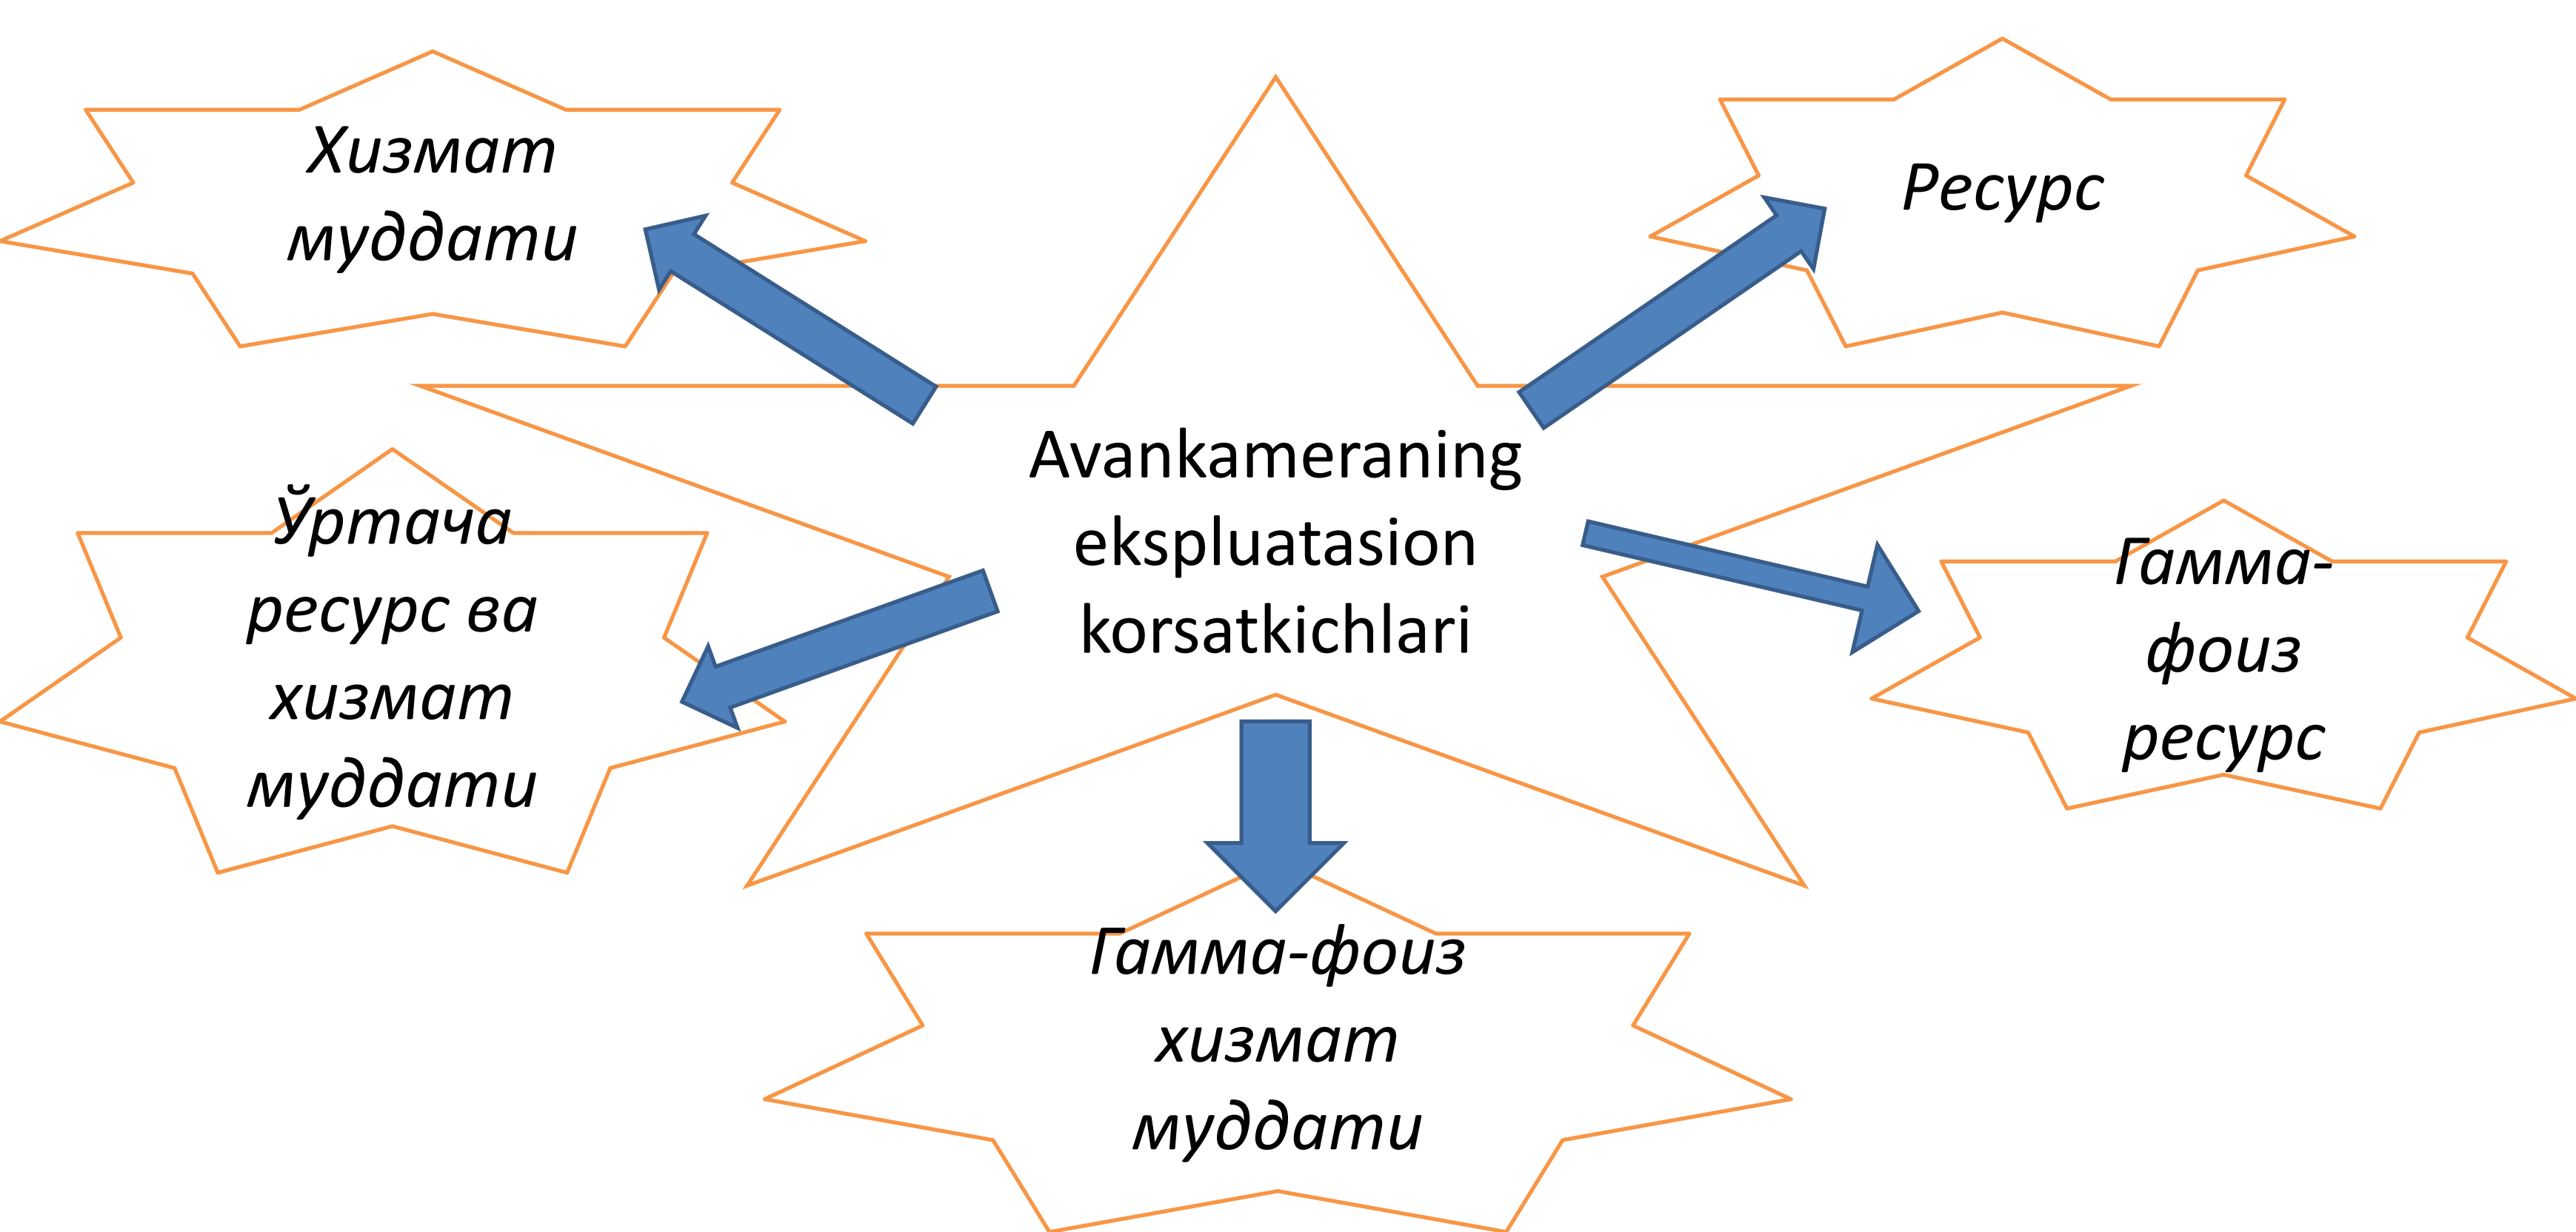 Хизмат
муддати
Ресурс
Avankameraning
ekspluatasion
korsatkichlari
Ўртача
ресурс ва
хизмат
муддати
Гамма-
фоиз
ресурс
Гамма-фоиз
хизмат
муддати